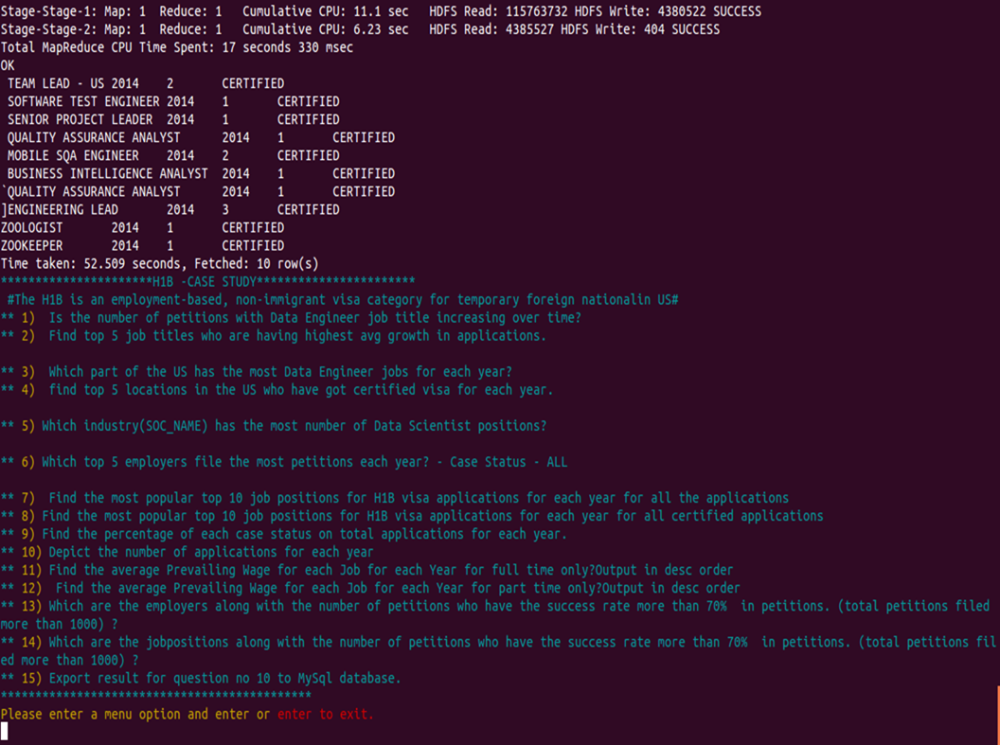 Stage-Stage-1: Map: 1  Reduce: 1   Cumulative CPU: 11.1 sec   HDFS Read: 115763732 HDFS Write: 4380522 SUCCESS
Stage-Stage-2: Map: 1  Reduce: 1   Cumulative CPU: 6.23 sec   HDFS Read: 4385527 HDFS Write: 404 SUCCESS
Total MapReduce CPU Time Spent: 17 seconds 330 msec
OK
 TEAM LEAD - US 2014    2       CERTIFIED
 SOFTWARE TEST ENGINEER 2014    1       CERTIFIED
 SENIOR PROJECT LEADER  2014    1       CERTIFIED
 QUALITY ASSURANCE ANALYST      2014    1       CERTIFIED
 MOBILE SQA ENGINEER    2014    2       CERTIFIED
 BUSINESS INTELLIGENCE ANALYST  2014    1       CERTIFIED
`QUALITY ASSURANCE ANALYST      2014    1       CERTIFIED
]ENGINEERING LEAD       2014    3       CERTIFIED
ZOOLOGIST       2014    1       CERTIFIED
ZOOKEEPER       2014    1       CERTIFIED
Time taken: 52.509 seconds, Fetched: 10 row(s)
**********************H1B -CASE STUDY***********************
 #The H1B is an employment-based, non-immigrant visa category for temporary foreign nationalin US#
** 1)  Is the number of petitions with Data Engineer job title increasing over time?
** 2)  Find top 5 job titles who are having highest avg growth in applications.
** 3)  Which part of the US has the most Data Engineer jobs for each year?
** 4)  find top 5 locations in the US who have got certified visa for each year.
** 5) Which industry(SOC_NAME) has the most number of Data Scientist positions?
** 6) Which top 5 employers file the most petitions each year? - Case Status - ALL
** 7)  Find the most popular top 10 job positions for H1B visa applications for each year for all the applications
** 8) Find the most popular top 10 job positions for H1B visa applications for each year for all certified applications
** 9) Find the percentage of each case status on total applications for each year.
** 10) Depict the number of applications for each year
** 11) Find the average Prevailing Wage for each Job for each Year for full time only?Output in desc order
** 12)  Find the average Prevailing Wage for each Job for each Year for part time only?Output in desc order
** 13) Which are the employers along with the number of petitions who have the success rate more than 70%  in petitions. (total petitions filed
more than 1000) ?
** 14) Which are the jobpositions along with the number of petitions who have the success rate more than 70%  in petitions. (total petitions fil
ed more than 1000) ?
** 15) Export result for question no 10 to MySql database.
*********************************************
Please enter a menu option and enter or enter to exit.